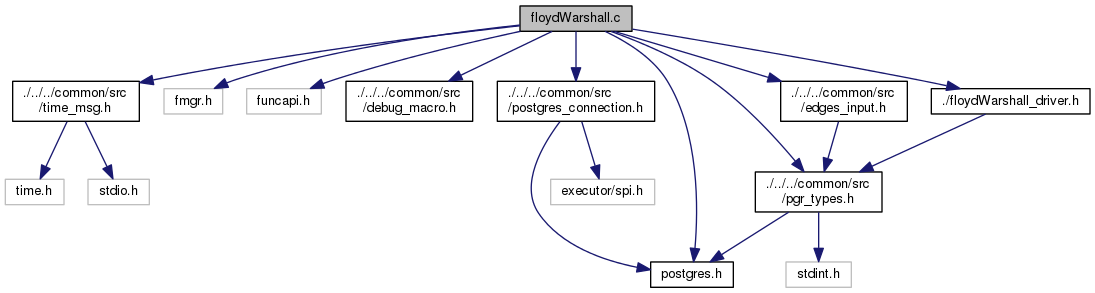 floydWarshall.c
./../../common/src
/time_msg.h
fmgr.h
funcapi.h
./../../common/src
/debug_macro.h
./../../common/src
/postgres_connection.h
./../../common/src
/edges_input.h
./floydWarshall_driver.h
time.h
stdio.h
executor/spi.h
./../../common/src
/pgr_types.h
postgres.h
stdint.h